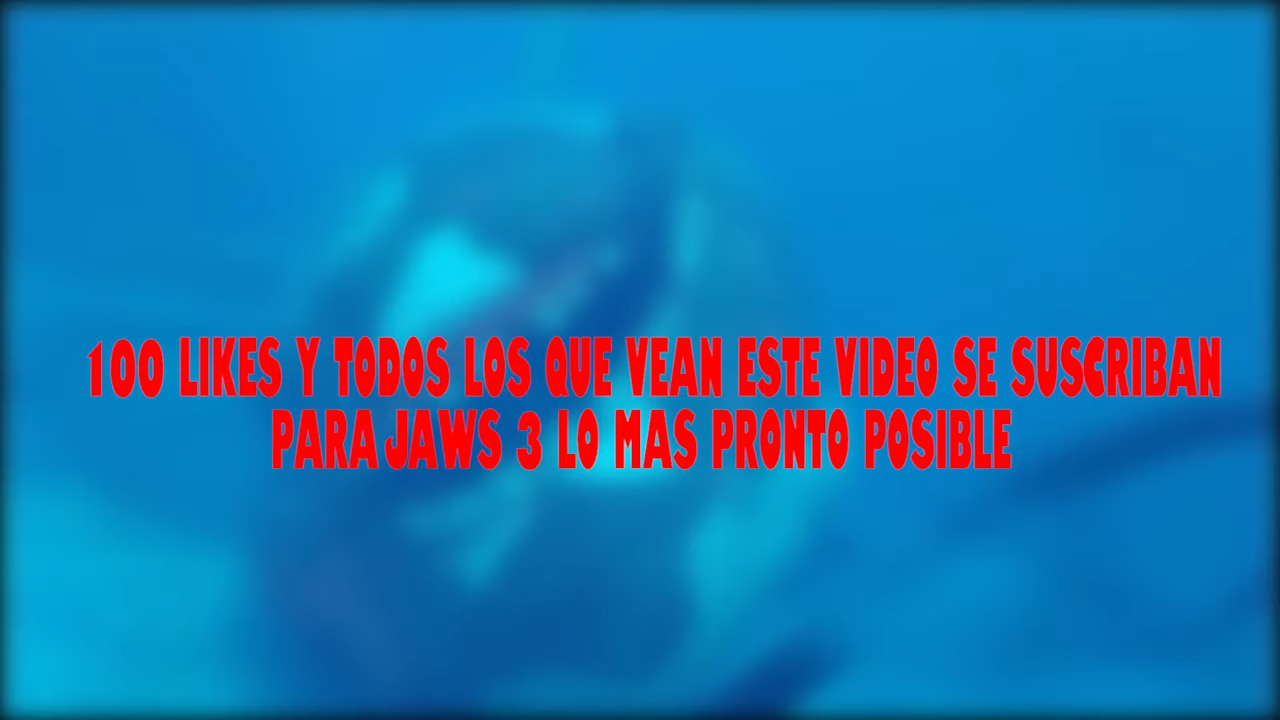 100 LIKES Y TODOS LOS QUE VEAN ESTE VIDEO SE SUSCRIBAN
PARA JAWS 3 LO MAS PRONTO POSIBLE